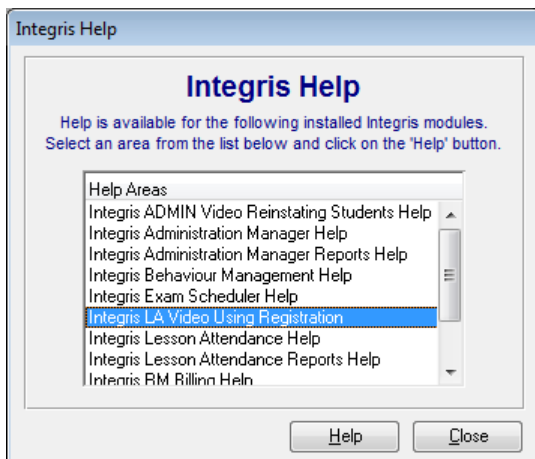 Integris Help
Integris Help
Help is available for the following installed Integris modules.
Select an area from the list below and click on the 'Help' button.
Help Areas
Integris ADMIN Video Reinstating Students Help
Integris Administration Manager Help
Integris Administration Manager Reports Help
Integris Behaviour Management Help
Integris Exam Scheduler Help
Integris LA Video Using Registration
Integris Lesson Attendance Help
Integris Lesson Attendance Reports Help
Integris RM Billing Help
Help
Close